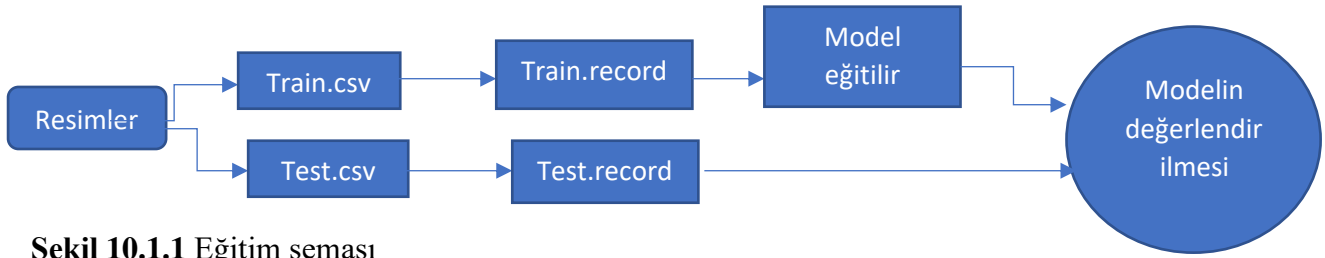 Model
eğitilir
Train.csv
Train.record
Resimler
Modelin
değerlendir
ilmesi
Test.csv
Test.record
Şekil 10.1.1 Eğitim şeması